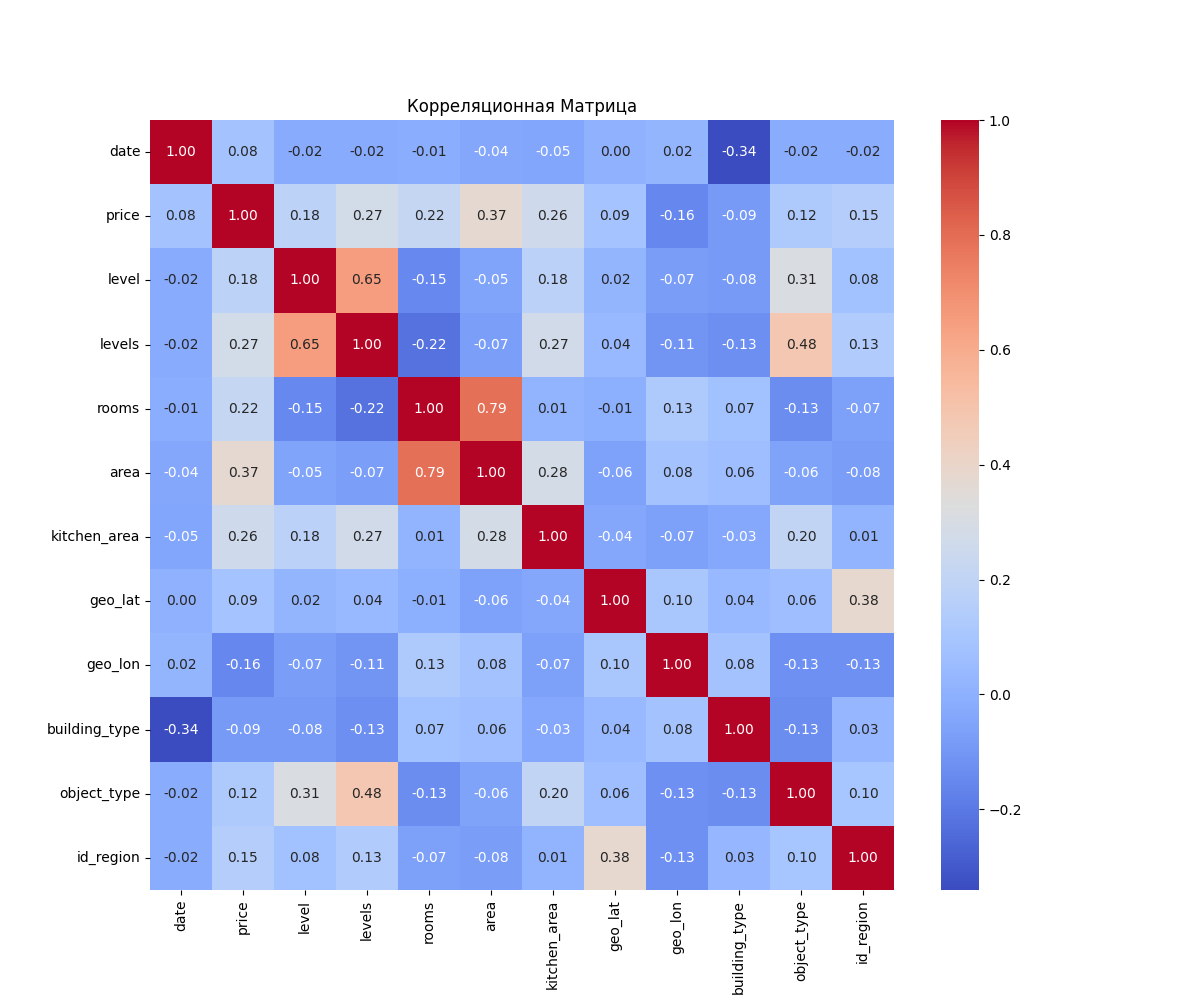 Корреляционная Матрица
date 1.00 0.08 -0.02 -0.02 -0.01 -0.04 -0.05 0.00 0.02 -0.34 -0.02 -0.02
price 0.08 1.00 0.18 0.27 0.22 0.37 0.26 0.09 -0.16 -0.09 0.12 0.15
level -0.02 0.18 1.00 0.65 -0.15 -0.05 0.18 0.02 -0.07 -0.08 0.31 0.08
levels -0.02 0.27 0.65 1.00 -0.22 -0.07 0.27 0.04 -0.11 -0.13 0.48 0.13
rooms -0.01 0.22 -0.15 -0.22 1.00 0.79 0.01 -0.01 0.13 0.07 -0.13 -0.07
area -0.04 0.37 -0.05 -0.07 0.79 1.00 0.28 -0.06 0.08 0.06 -0.06 -0.08
kitchen_area -0.05 0.26 0.18 0.27 0.01 0.28 1.00 -0.04 -0.07 -0.03 0.20 0.01
geo_lat 0.00 0.09 0.02 0.04 -0.01 -0.06 -0.04 1.00 0.10 0.04 0.06 0.38
geo_lon 0.02 -0.16 -0.07 -0.11 0.13 0.08 -0.07 0.10 1.00 0.08 -0.13 -0.13
building_type -0.34 -0.09 -0.08 -0.13 0.07 0.06 -0.03 0.04 0.08 1.00 -0.13 0.03
object_type -0.02 0.12 0.31 0.48 -0.13 -0.06 0.20 0.06 -0.13 -0.13 1.00 0.10
id_region -0.02 0.15 0.08 0.13 -0.07 -0.08 0.01 0.38 -0.13 0.03 0.10 1.00
date price level levels rooms area kitchen_area geo_lat geo_lon building_type object_type id_region
1.0
0.8
0.6
0.4
0.2
0.0
−0.2